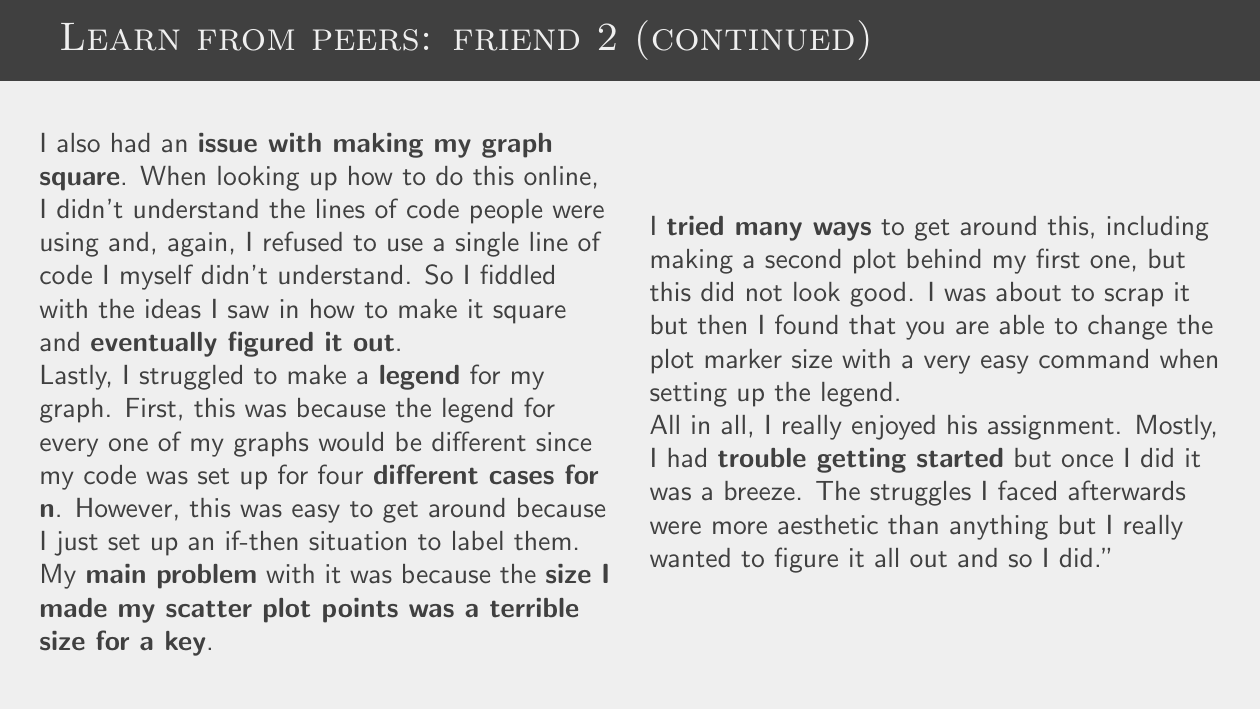 Learn from peers: friend 2 (continued)
I also had an issue with making my graph
square. When looking up how to do this online,
I didn't understand the lines of code people were
using and, again, I refused to use a single line of
code I myself didn't understand. So I fiddled
with the ideas I saw in how to make it square
and eventually figured it out.
Lastly, I struggled to make a legend for my
graph. First, this was because the legend for
every one of my graphs would be different since
my code was set up for four different cases for
n. However, this was easy to get around because
I just set up an if-then situation to label them.
My main problem with it was because the size I
made my scatter plot points was a terrible
size for a key.
I tried many ways to get around this, including
making a second plot behind my first one, but
this did not look good. I was about to scrap it
but then I found that you are able to change the
plot marker size with a very easy command when
setting up the legend.
All in all, I really enjoyed his assignment. Mostly,
I had trouble getting started but once I did it
was a breeze. The struggles I faced afterwards
were more aesthetic than anything but I really
wanted to figure it all out and so I did.”